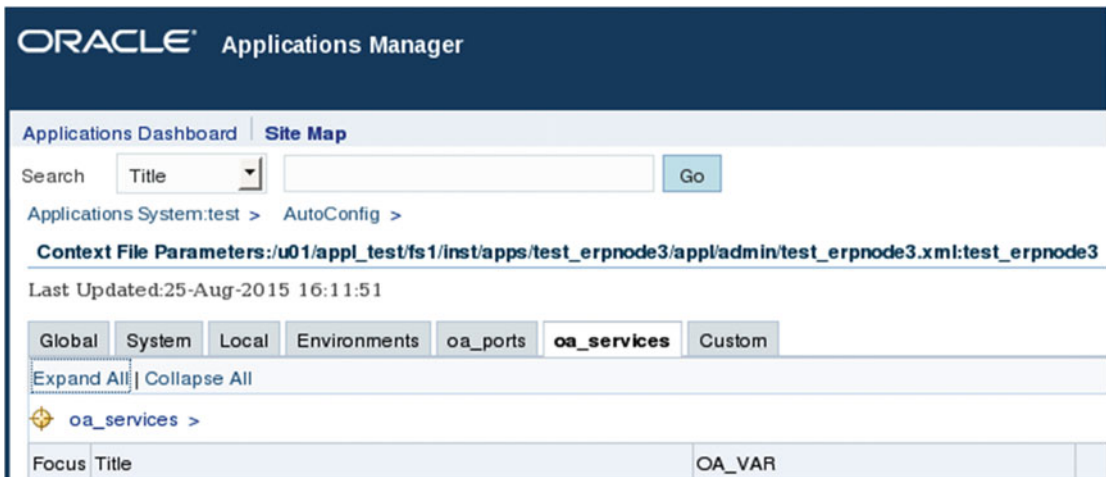 ORACLE Applications Manager
Applications Dashboard | Site Map
Search Title Go
Applications System:test > AutoConfig >
Context File Parameters:/u01/appl_test/fs1/inst/apps/test_erpnode3/appl/admin/test_erpnode3.xml:test_erpnode3
Last Updated:25-Aug-2015 16:11:51
Global System Local Environments oa_ports oa_services Custom
Expand All | Collapse All
oa_services >
Focus Title OA_VAR